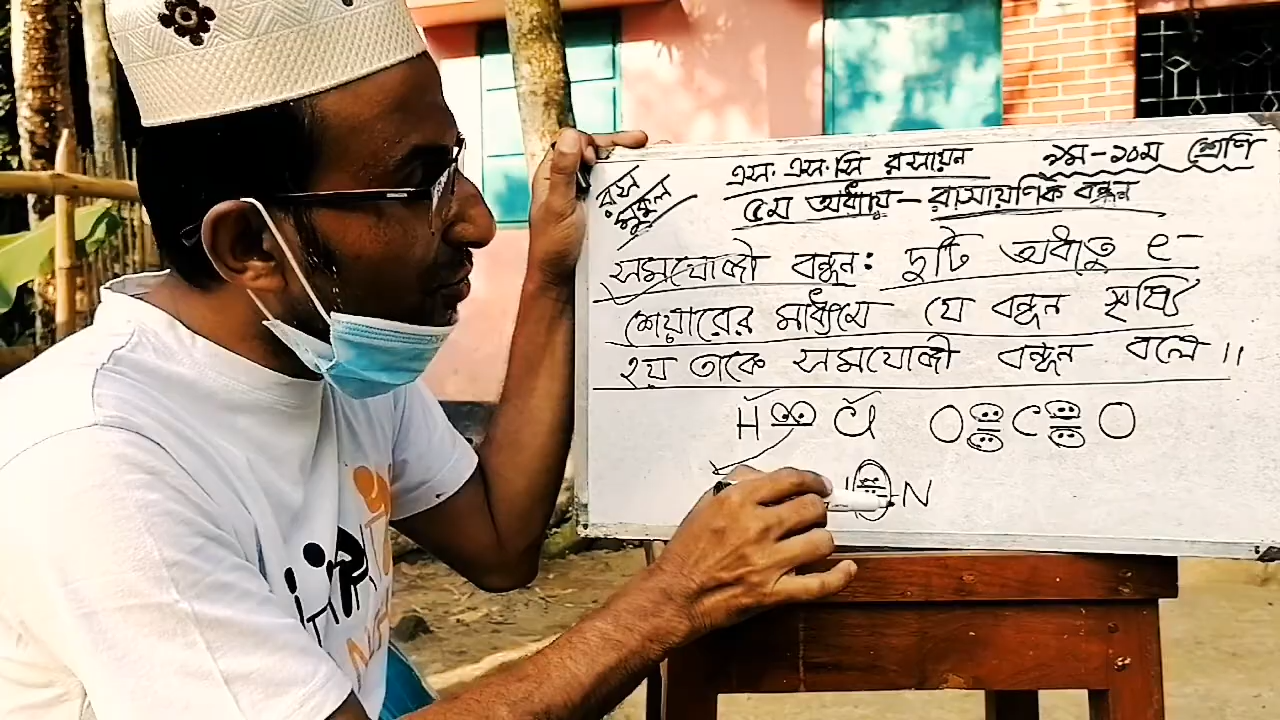 এস. এস. সি রসায়ন ৯ম-১০ম শ্রেণি
৫ম অধ্যায় - রাসায়ণিক বন্ধন
সমযোজী বন্ধন: দুটি অধাতু e⁻
শেয়ারের মাধ্যমে যে বন্ধন সৃষ্টি
হয় তাকে সমযোজী বন্ধন বলে ।।
H Cl O C O
N